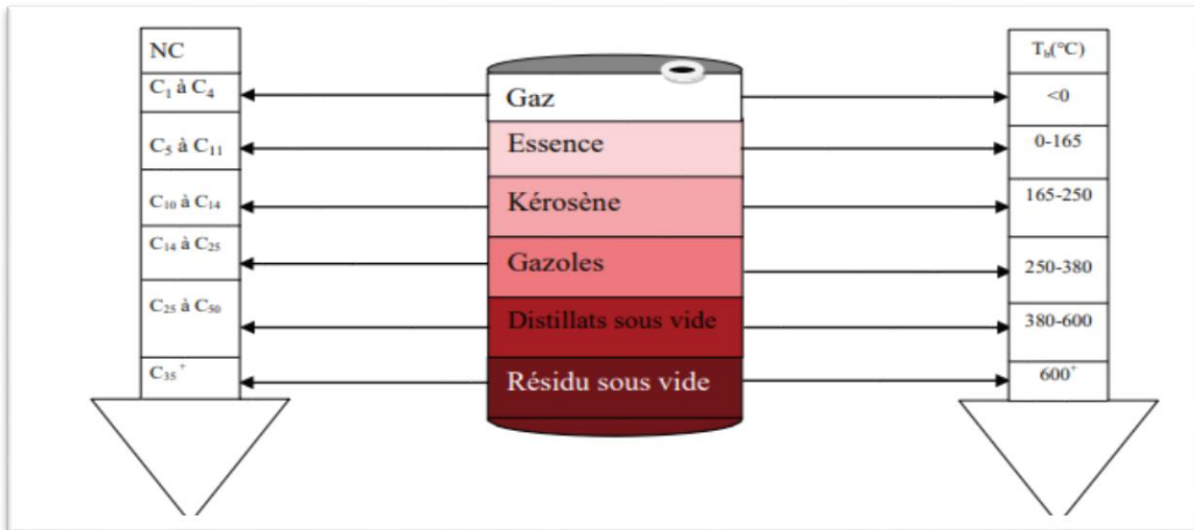 NC
C₁ à C₄
C₅ à C₁₁
C₁₀ à C₁₄
C₁₄ à C₂₅
C₂₅ à C₅₀
C₃₅⁺
Gaz
Essence
Kérosène
Gazoles
Distillats sous vide
Résidu sous vide
Tb(°C)
<0
0-165
165-250
250-380
380-600
600⁺